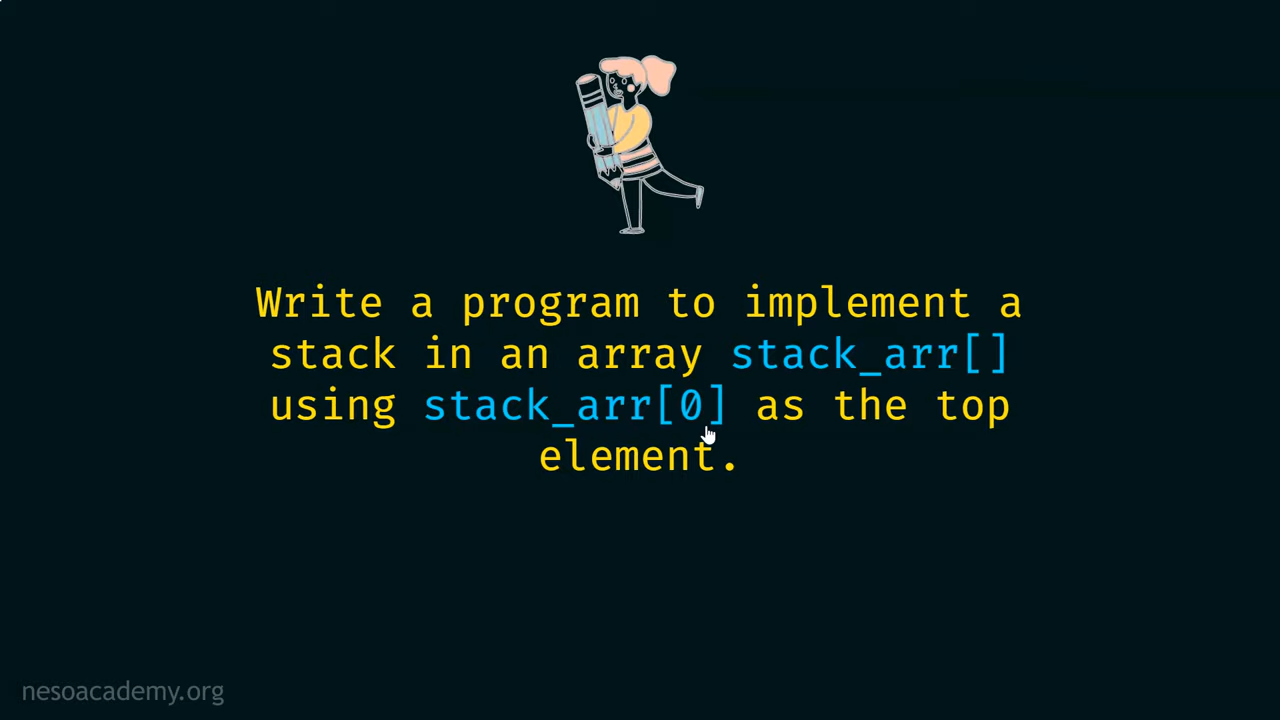 Write a program to implement a
stack in an array stack_arr[]
using stack_arr[0] as the top
element.
nesoacademy.org